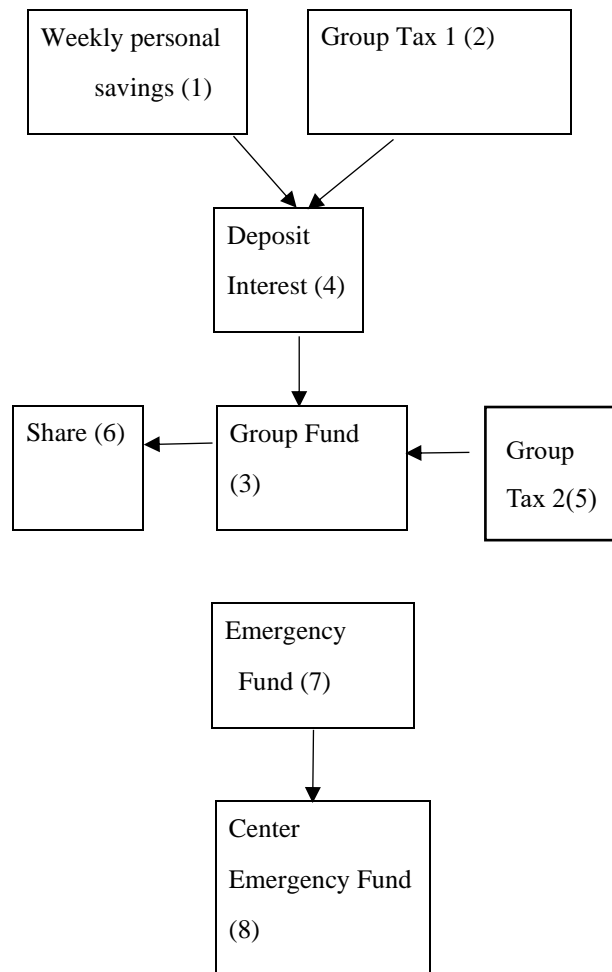 Weekly personal
savings (1)
Group Tax 1 (2)
Deposit
Interest (4)
Share (6)
Group Fund
(3)
Group
Tax 2(5)
Emergency
Fund (7)
Center
Emergency Fund
(8)